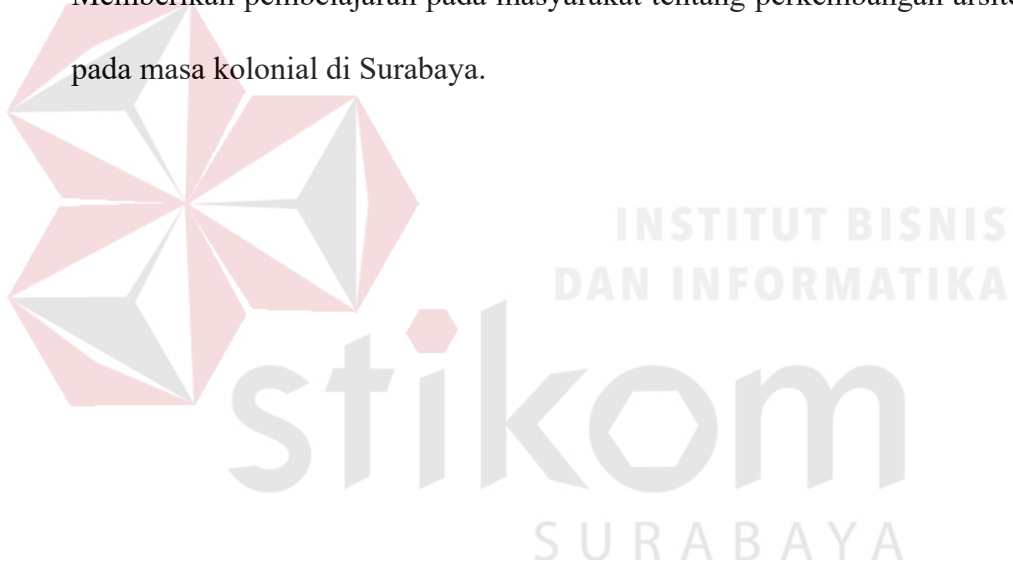 Memberikan pembelajaran pada masyarakat tentang perkembangan
pada masa kolonial di Surabaya.
INSTITUT BISNIS
DAN INFORMATIKA
stikom
SURABAYA